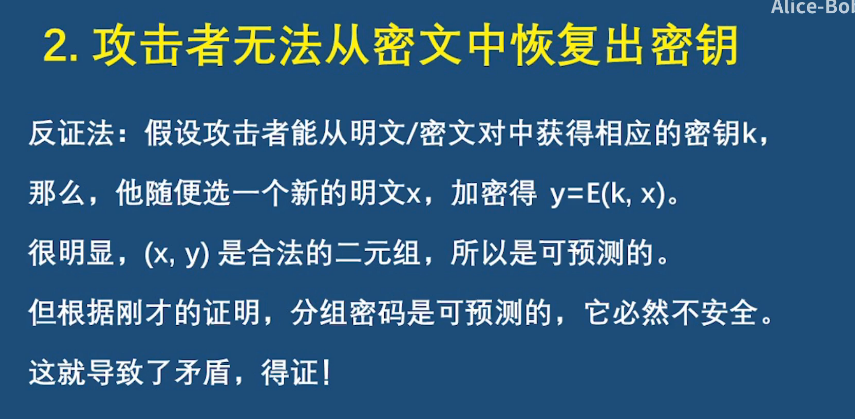 Alice-Bob
2. 攻击者无法从密文中恢复出密钥
反证法：假设攻击者能从明文/密文对中获得相应的密钥k，
那么，他随便选一个新的明文x，加密得 y=E(k, x)。
很明显，(x, y) 是合法的二元组，所以是可预测的。
但根据刚才的证明，分组密码是可预测的，它必然不安全。
这就导致了矛盾，得证！